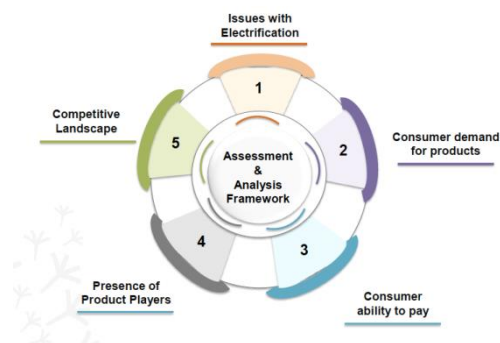 Issues with
Electrification
1
Competitive
Landscape
5
Consumer demand
for products
2
Assessment
&
Analysis
Framework
4
3
Presence of
Product Players
Consumer
ability to pay